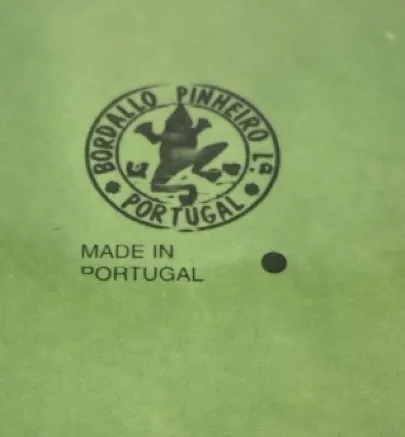 BORDALLO PINHEIRO Lª.
PORTUGAL
MADE IN
PORTUGAL